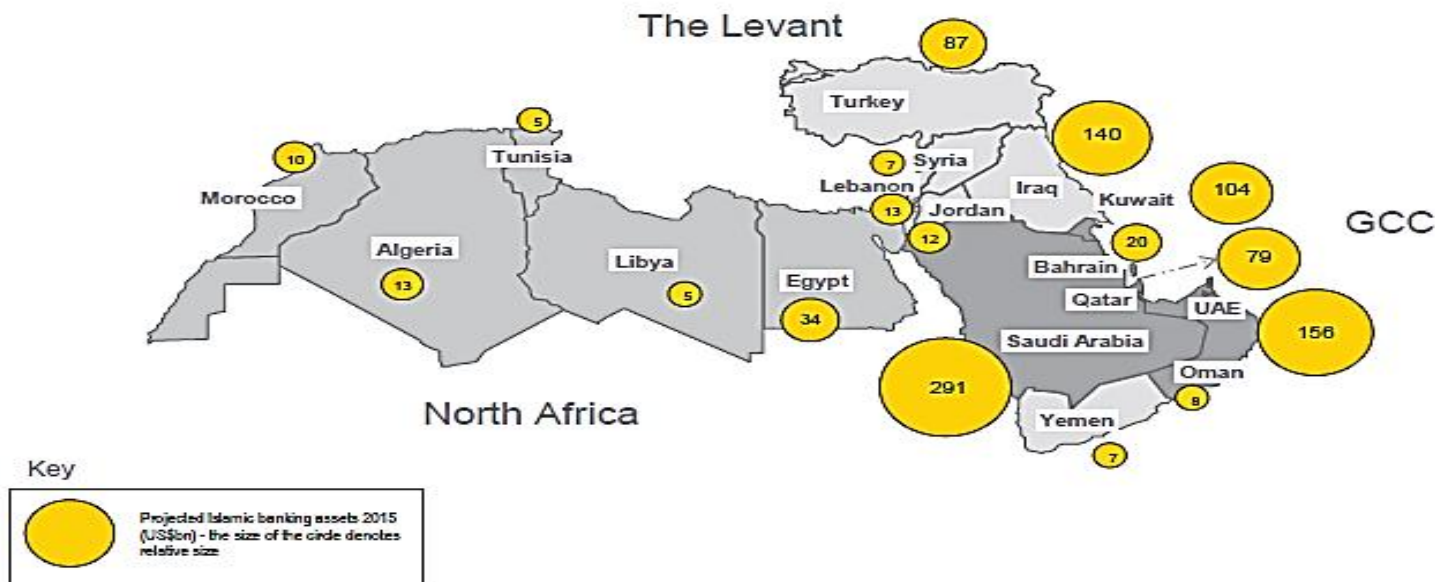 The Levant
87
Turkey
5
140
10
Tunisia
7
Syria
Morocco
Lebanon
Iraq
Kuwait
104
13
Jordan
GCC
Algeria
Libya
12
20
Bahrain
79
13
5
Egypt
Qatar
UAE
34
Saudi Arabia
156
291
Oman
8
North Africa
Yemen
7
Key
Projected Islamic banking assets 2015
(US$bn) - the size of the circle denotes
relative size